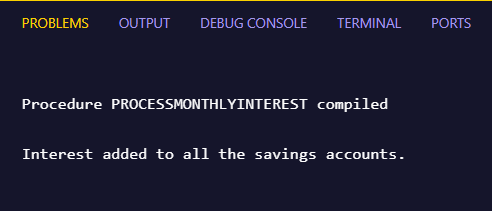 PROBLEMS OUTPUT DEBUG CONSOLE TERMINAL PORTS
Procedure PROCESSMONTHLYINTEREST compiled
Interest added to all the savings accounts.